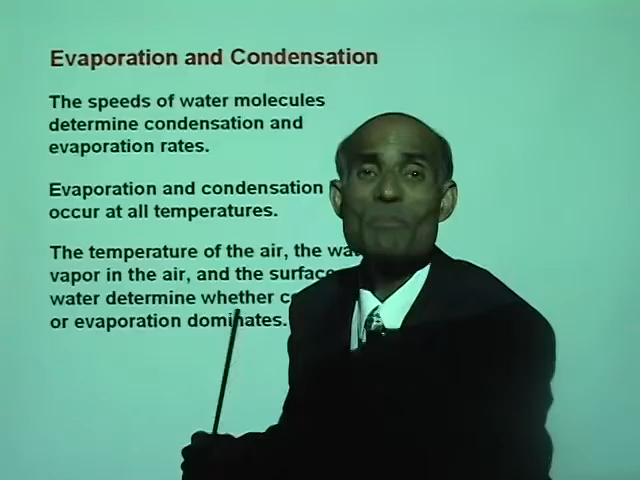 Evaporation and Condensation
The speeds of water molecules
determine condensation and
evaporation rates.
Evaporation and condensation
occur at all temperatures.
The temperature of the air, the
vapor in the air, and the surface
water determine whether
or evaporation dominates.